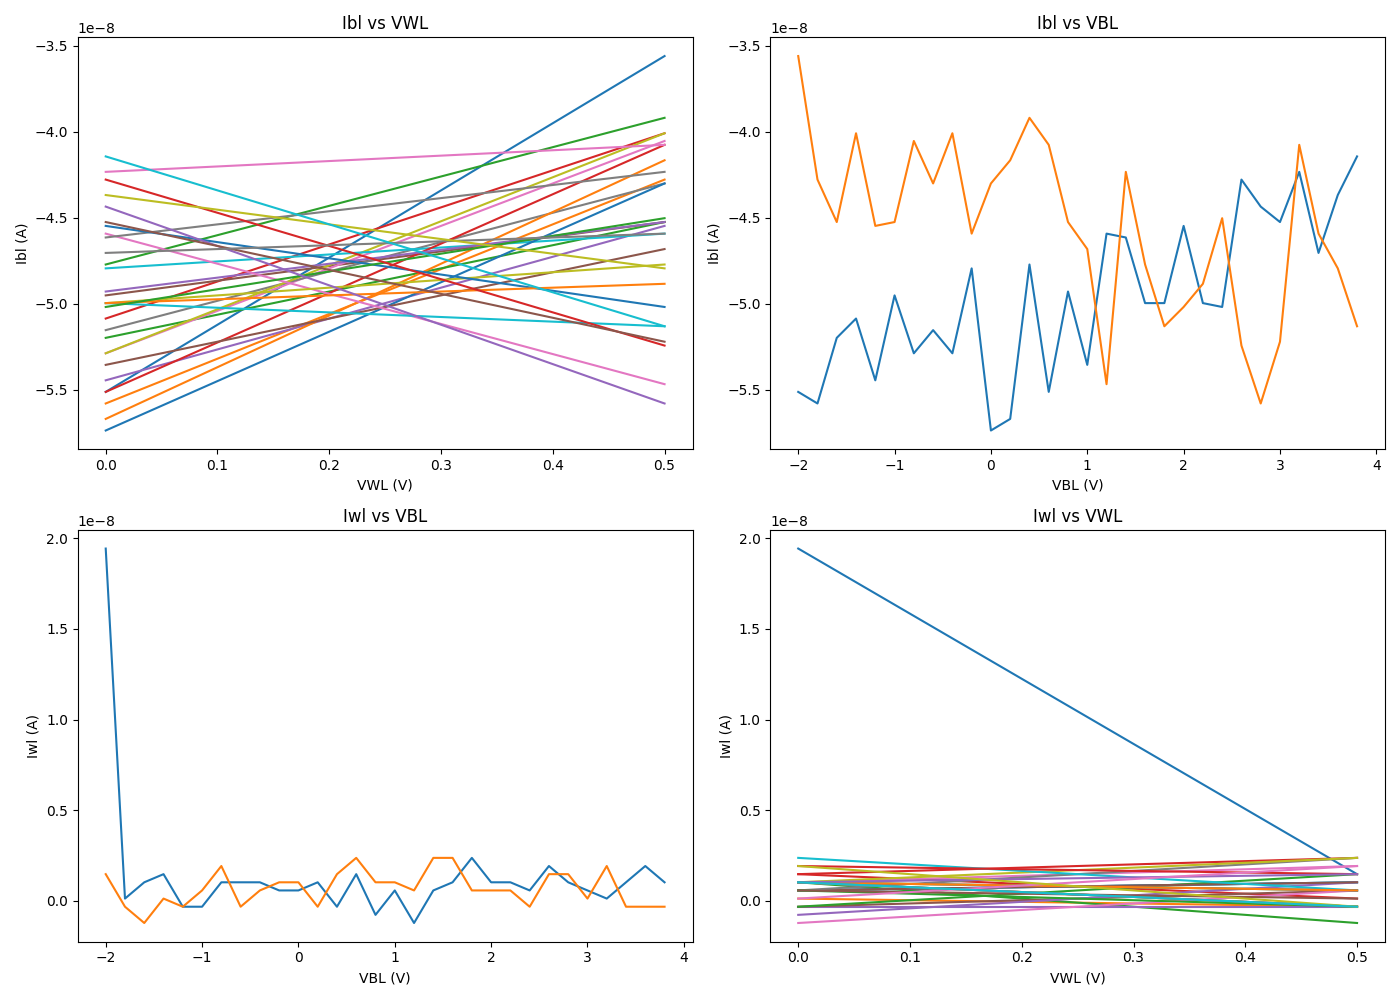 Ibl vs VWL
1e−8
Ibl (A)
−3.5
−4.0
−4.5
−5.0
−5.5
0.0 0.1 0.2 0.3 0.4 0.5
VWL (V)
Ibl vs VBL
1e−8
Ibl (A)
−3.5
−4.0
−4.5
−5.0
−5.5
−2 −1 0 1 2 3 4
VBL (V)
Iwl vs VBL
1e−8
Iwl (A)
2.0
1.5
1.0
0.5
0.0
−2 −1 0 1 2 3 4
VBL (V)
Iwl vs VWL
1e−8
Iwl (A)
2.0
1.5
1.0
0.5
0.0
0.0 0.1 0.2 0.3 0.4 0.5
VWL (V)